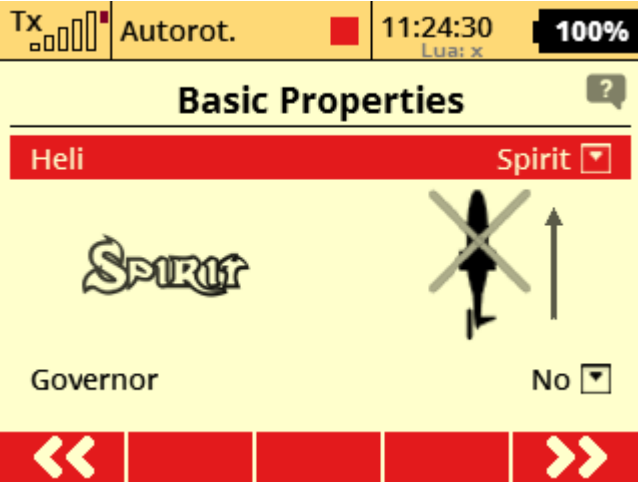 Tx
Autorot.
11:24:30
Lua: x
100%
Basic Properties
?
Heli
Spirit
SPIRIT
Governor
No